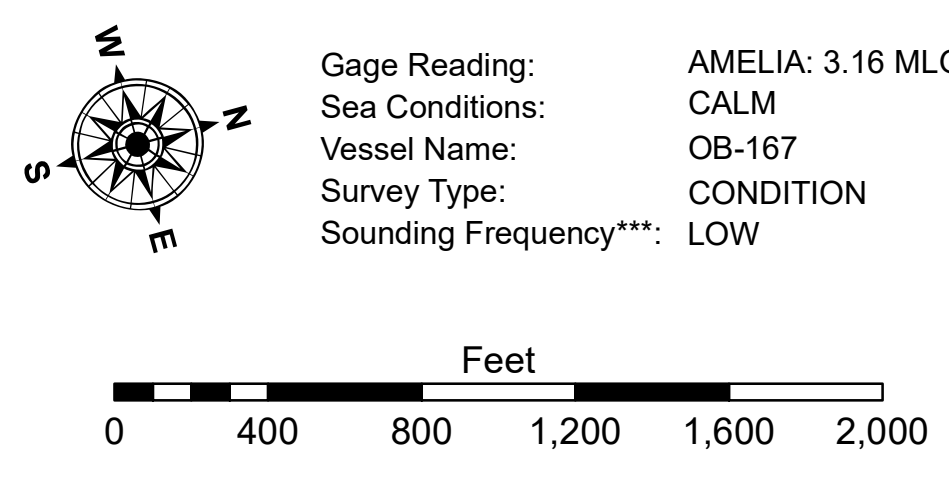 W
N
S
E
Gage Reading: AMELIA: 3.16
Sea Conditions: CALM
Vessel Name: OB-167
Survey Type: CONDITION
Sounding Frequency***: LOW
Feet
0 400 800 1,200 1,600 2,000